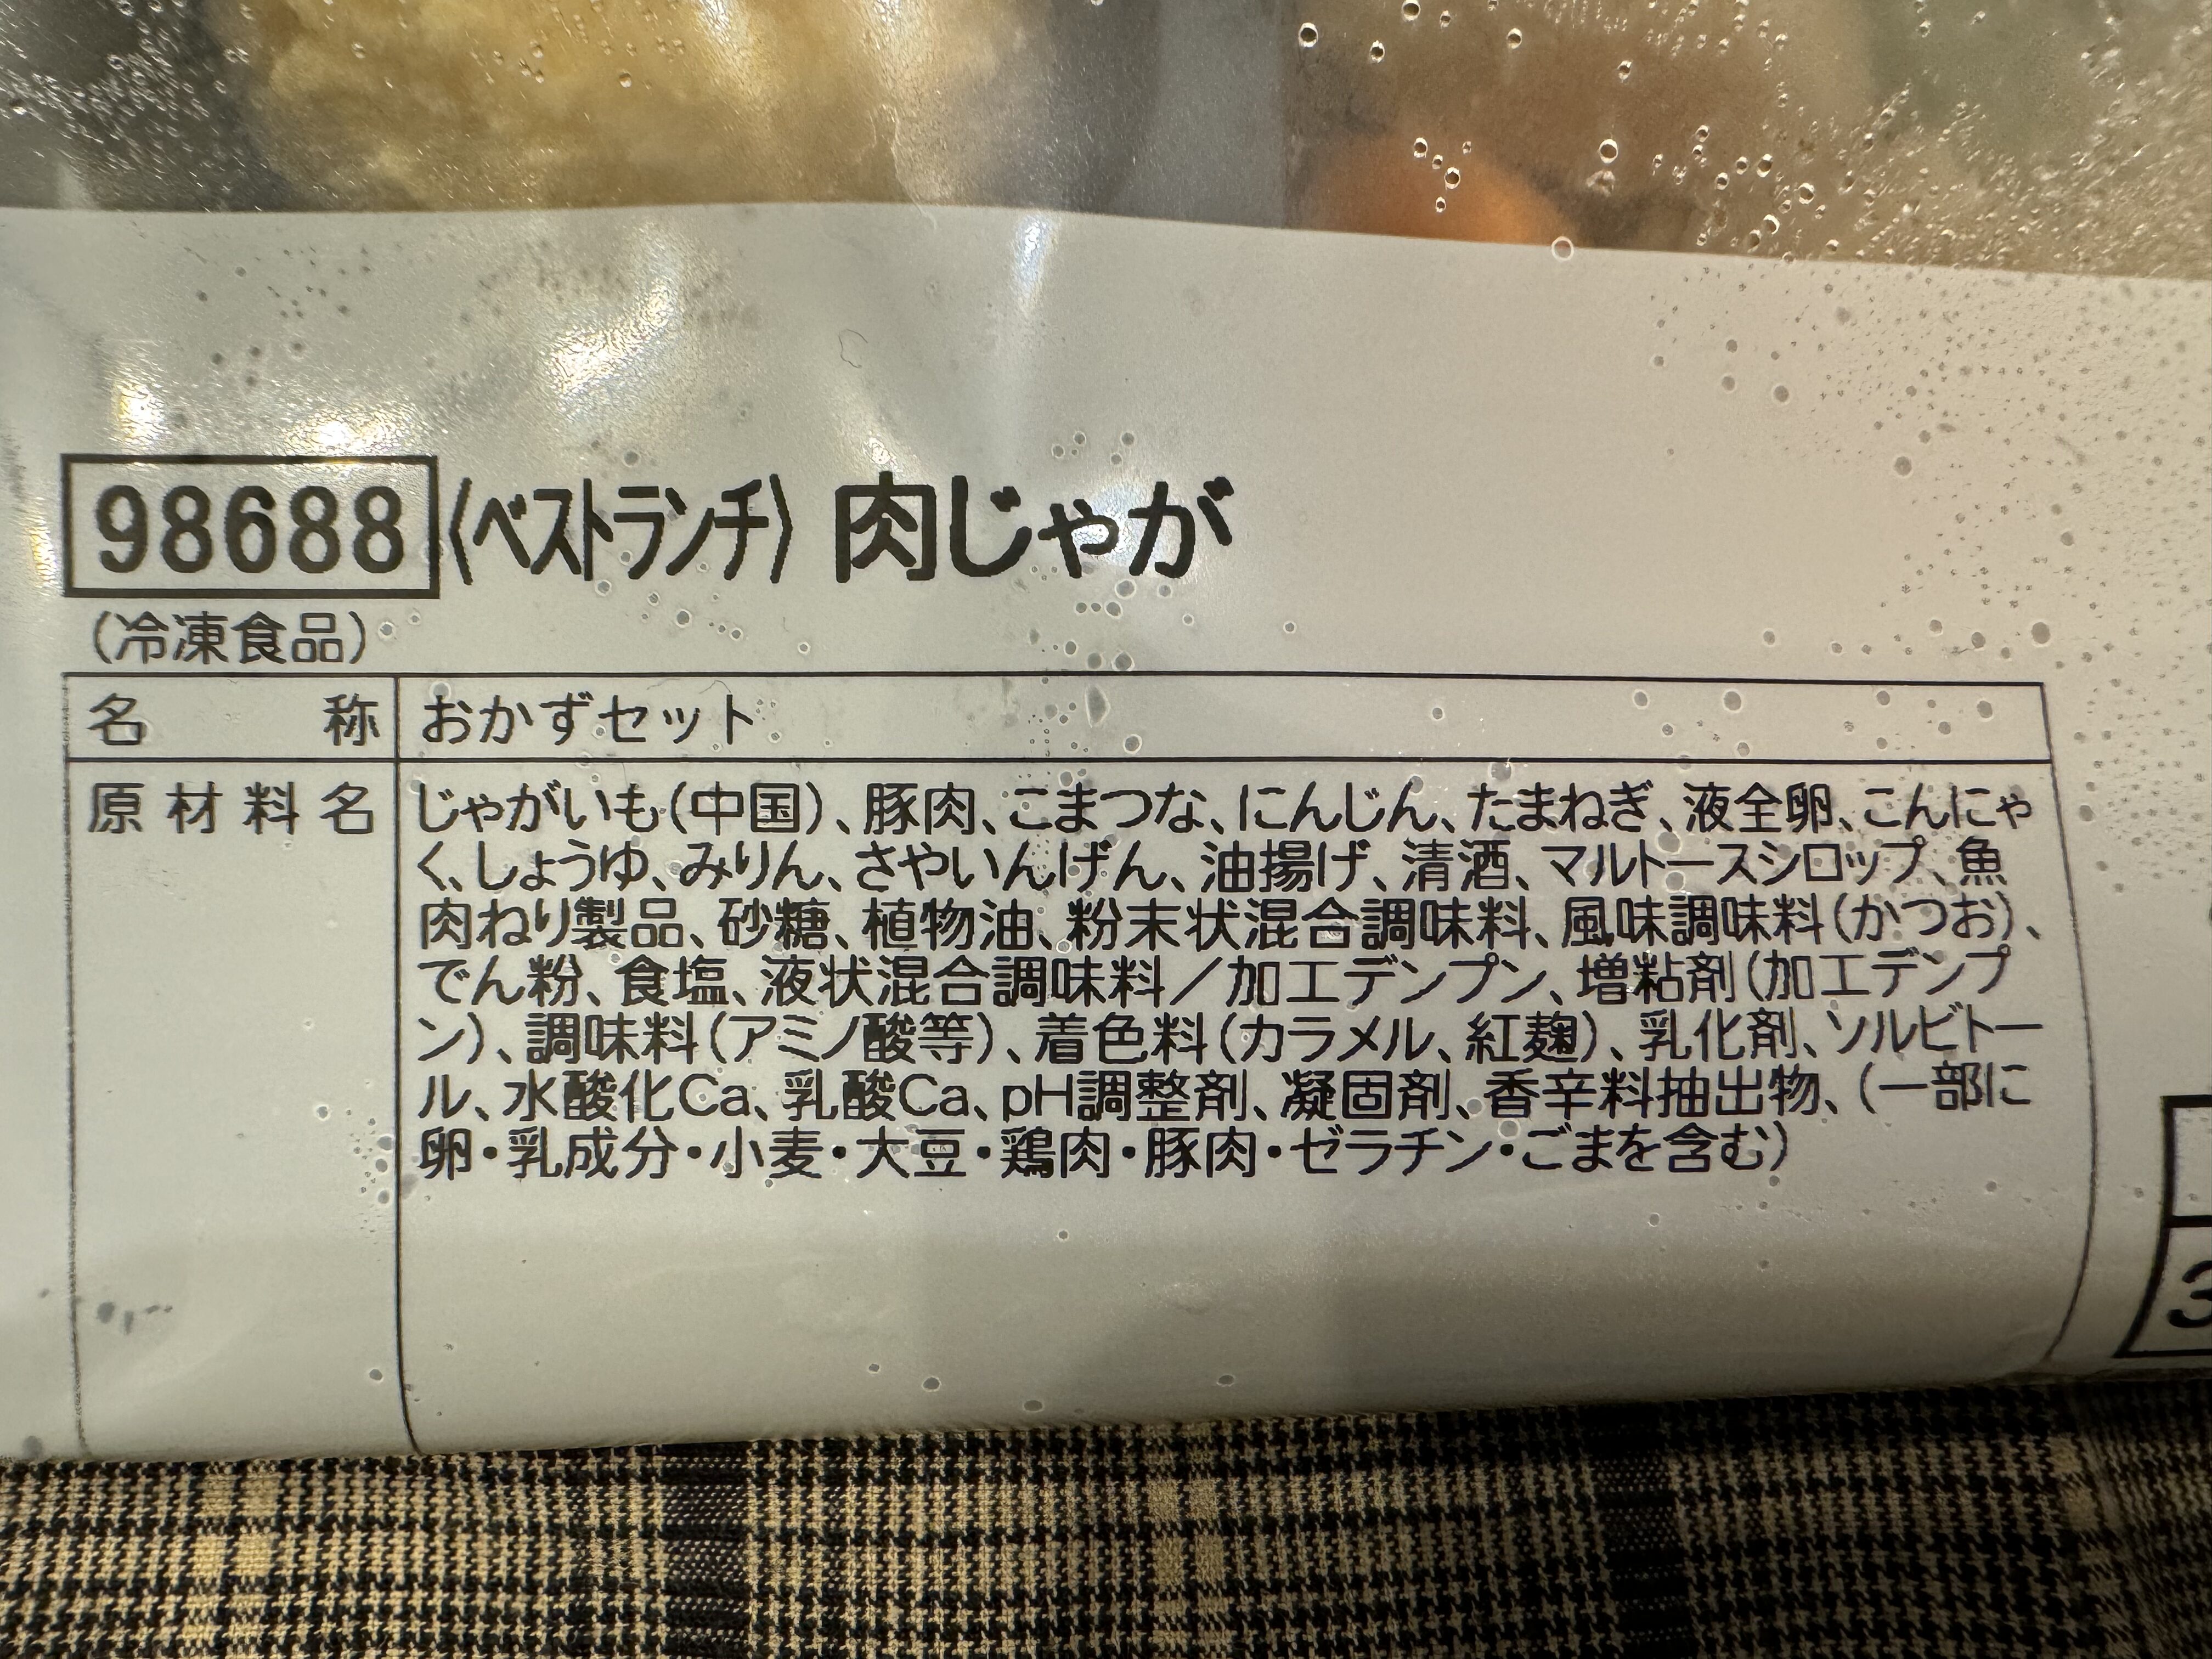 98688 〈ベストランチ〉 肉じゃが
(冷凍食品)
名称 おかずセット
原材料名 じゃがいも(中国)、豚肉、こまつな、にんじん、たまねぎ、液全卵、こんにゃ
く、しょうゆ、みりん、さやいんげん、油揚げ、清酒、マルトースシロップ、魚
肉ねり製品、砂糖、植物油、粉末状混合調味料、風味調味料(かつお)、
でん粉、食塩、液状混合調味料/加工デンプン、増粘剤(加工デンプ
ン)、調味料(アミノ酸等)、着色料(カラメル、紅麹)、乳化剤、ソルビトー
ル、水酸化Ca、乳酸Ca、pH調整剤、凝固剤、香辛料抽出物、(一部に
卵・乳成分・小麦・大豆・鶏肉・豚肉・ゼラチン・ごまを含む)
3